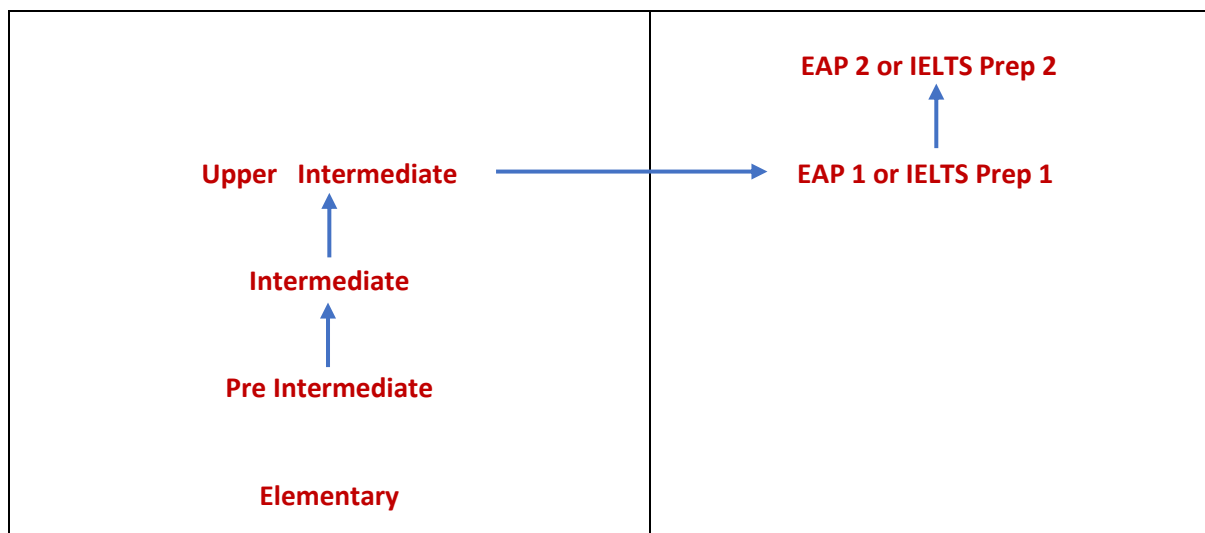 EAP 2 or IELTS Prep 2
Upper Intermediate
EAP 1 or IELTS Prep 1
Intermediate
Pre Intermediate
Elementary